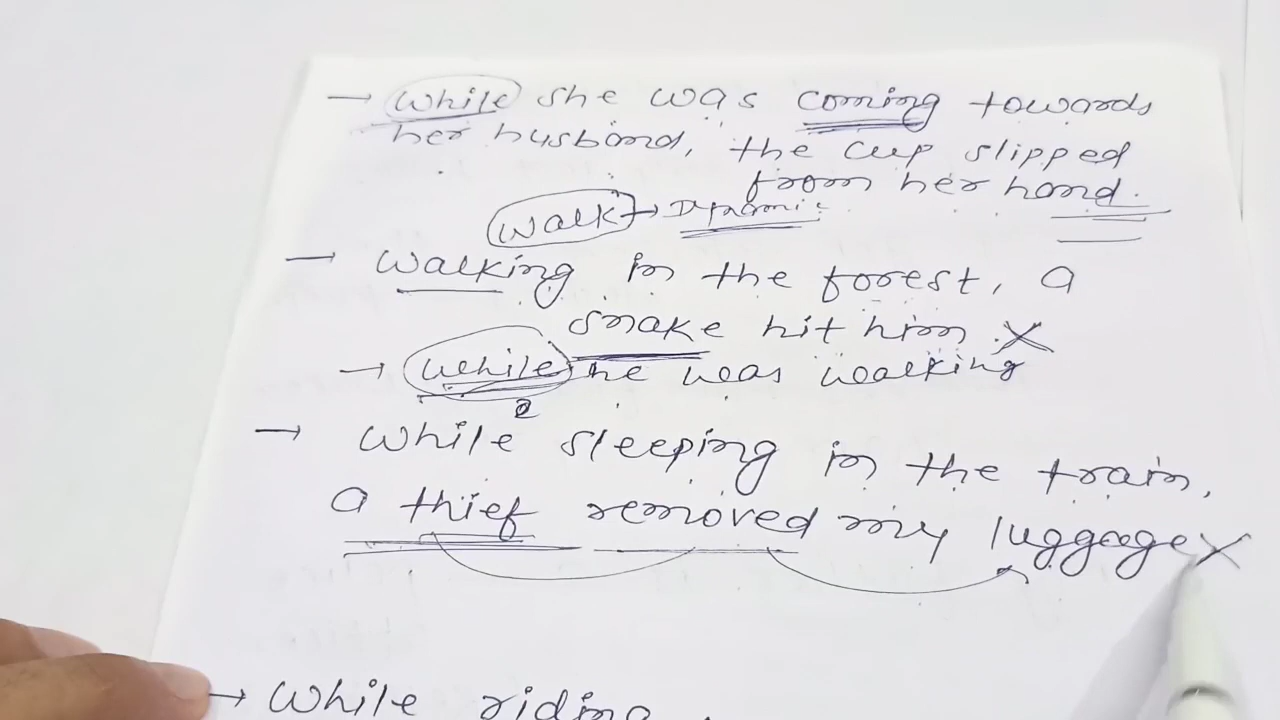 → While she was coming towards
her husband, the cup slipped
from her hand.
Walk → Dynamic
→ Walking in the forest, a
snake hit him. X
→ While he was walking
→ While sleeping in the train,
a thief removed my luggage X
→ While riding